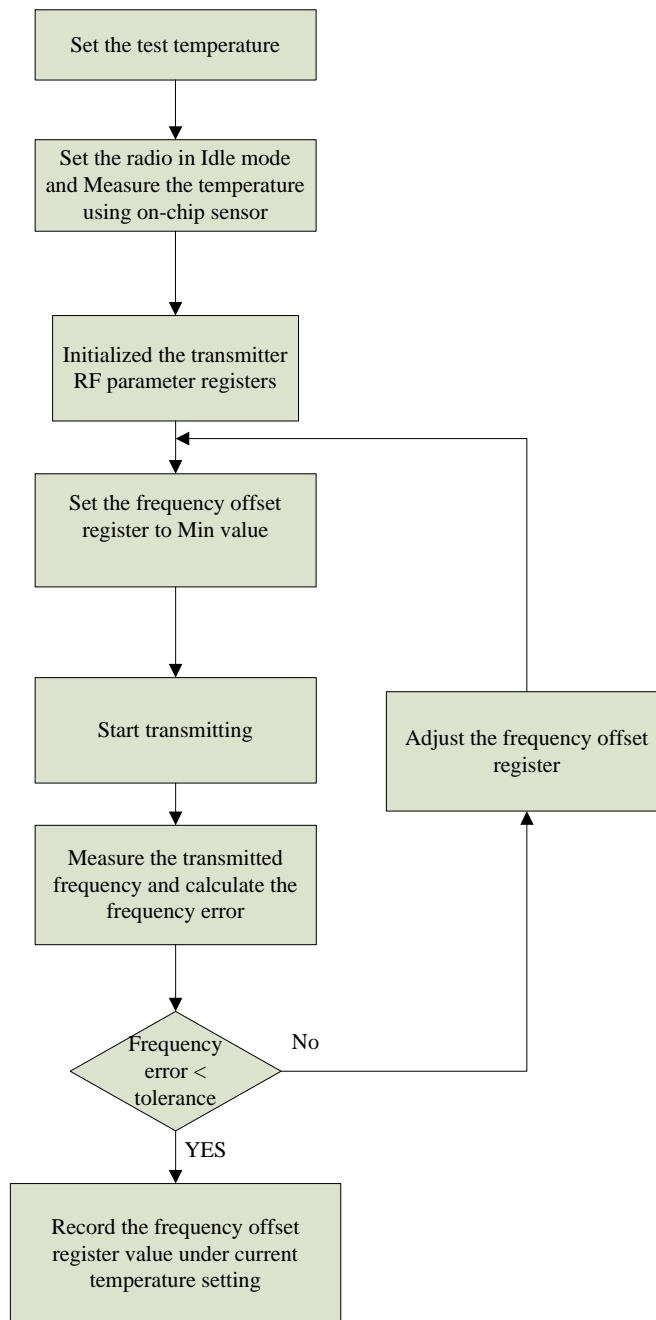 Set the test temperature
Set the radio in Idle mode
and Measure the temperature
using on-chip sensor
Initialized the transmitter
RF parameter registers
Set the frequency offset
register to Min value
Start transmitting
Adjust the frequency offset
register
Measure the transmitted
frequency and calculate the
frequency error
Frequency
error <
tolerance
No
YES
Record the frequency offset
register value under current
temperature setting